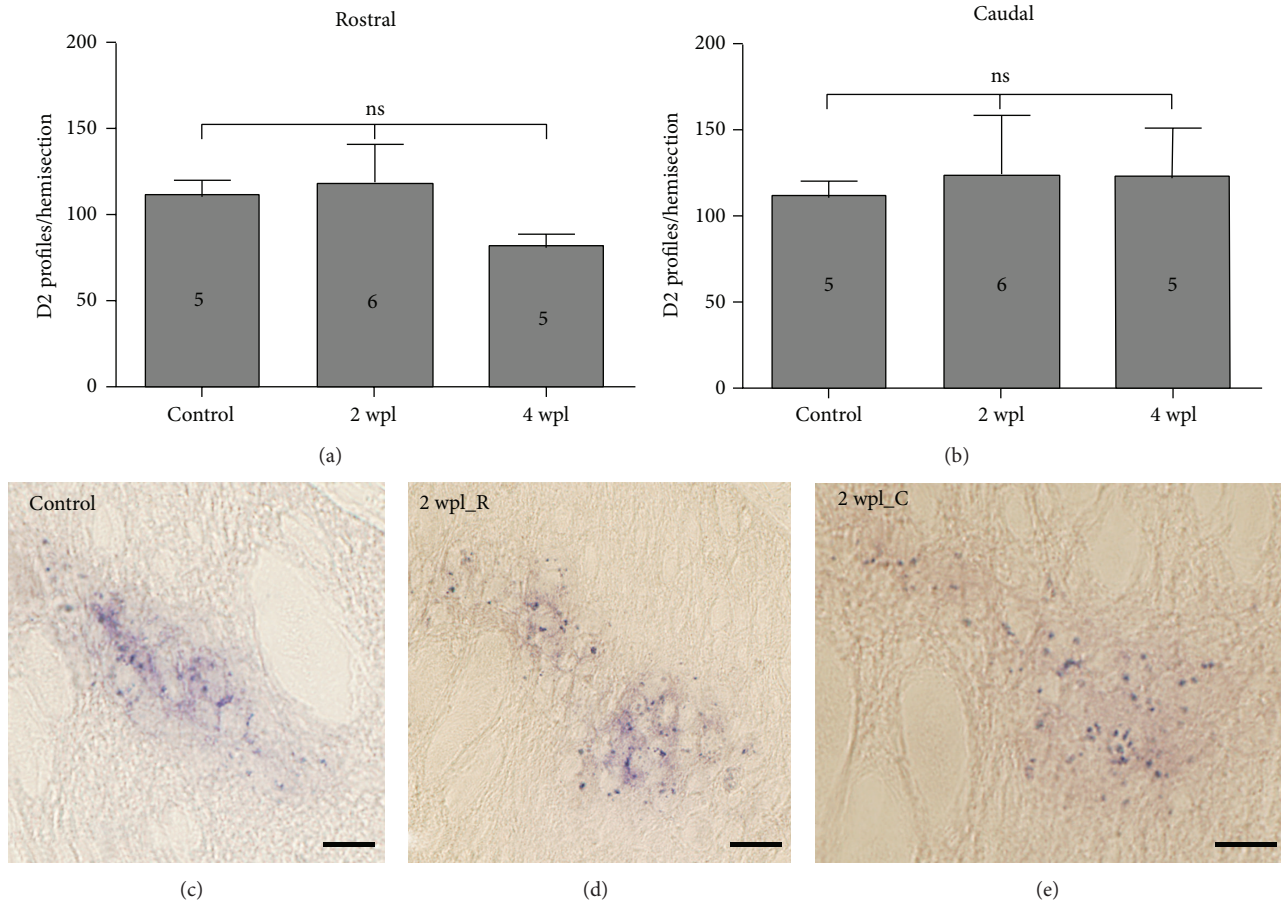 Rostral
200
150
100
50
0
D2 profiles/hemisection
ns
5
6
5
Control
2 wpl
4 wpl
(a)
Caudal
200
150
100
50
0
D2 profiles/hemisection
ns
5
6
5
Control
2 wpl
4 wpl
(b)
Control
(c)
2 wpl_R
(d)
2 wpl_C
(e)